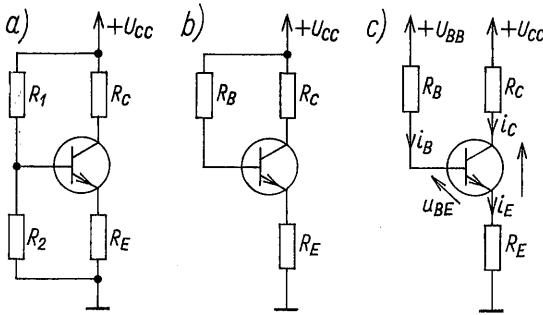 a)
+U_CC
R_1
R_C
R_2
R_E
b)
+U_CC
R_B
R_C
R_E
c)
+U_BB
+U_CC
R_B
R_C
i_B
i_C
u_BE
i_E
R_E